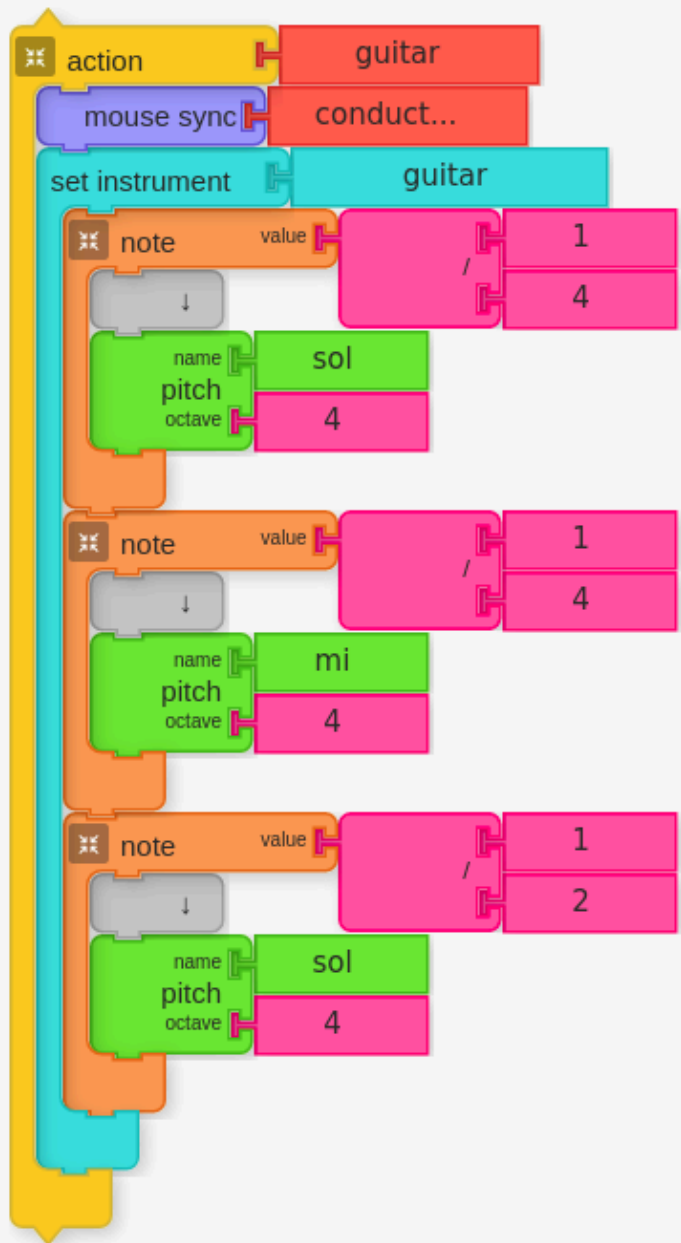 action guitar
mouse sync conduct...
set instrument guitar
note value 1
/
4
↓
name sol
pitch
octave 4
note value 1
/
4
↓
name mi
pitch
octave 4
note value 1
/
2
↓
name sol
pitch
octave 4